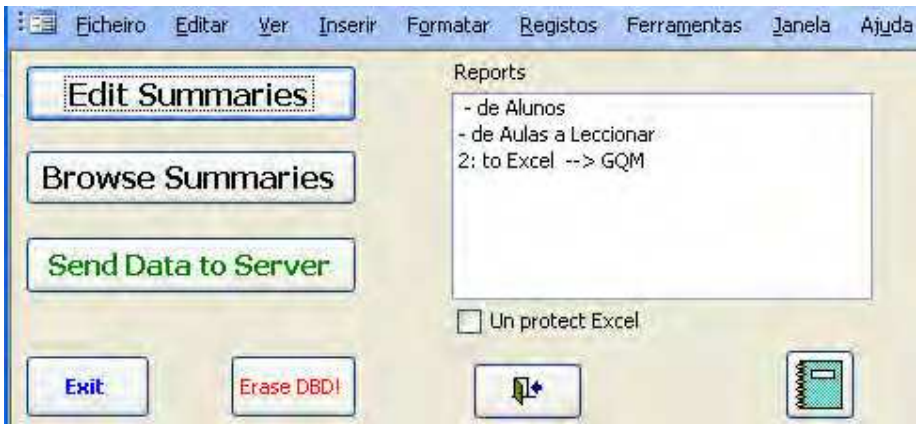 Ficheiro Editar Ver Inserir Formatar Registos Ferramentas Janela Ajuda
Edit Summaries
Browse Summaries
Send Data to Server
Exit
Erase DBD!
Reports
- de Alunos
- de Aulas a Leccionar
2: to Excel --> GQM
Un protect Excel